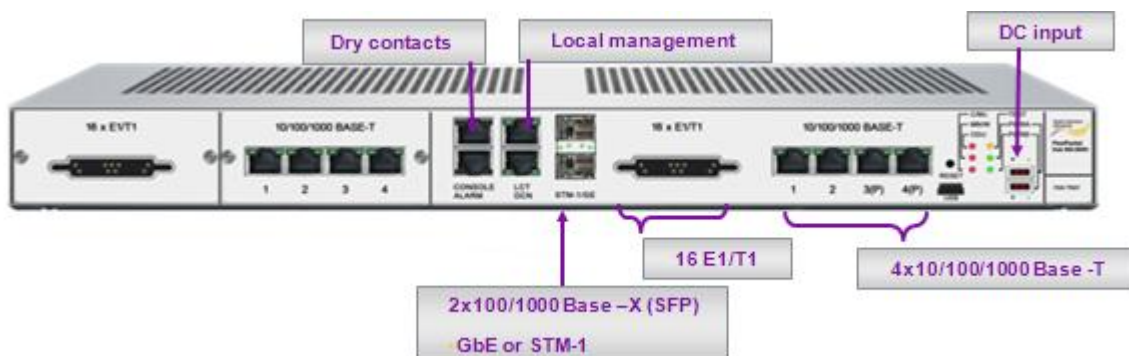 Dry contacts
Local management
DC input
16 x E1/T1
10/100/1000 BASE-T
16 x E1/T1
10/100/1000 BASE-T
1 2 3 4
CONSOLE
ALARM
LCT
DCN
STM-1/GE
1 2 3(P) 4(P)
RESET
USB
16 E1/T1
4x10/100/1000 Base -T
2x100/1000 Base –X (SFP)
GbE or STM-1